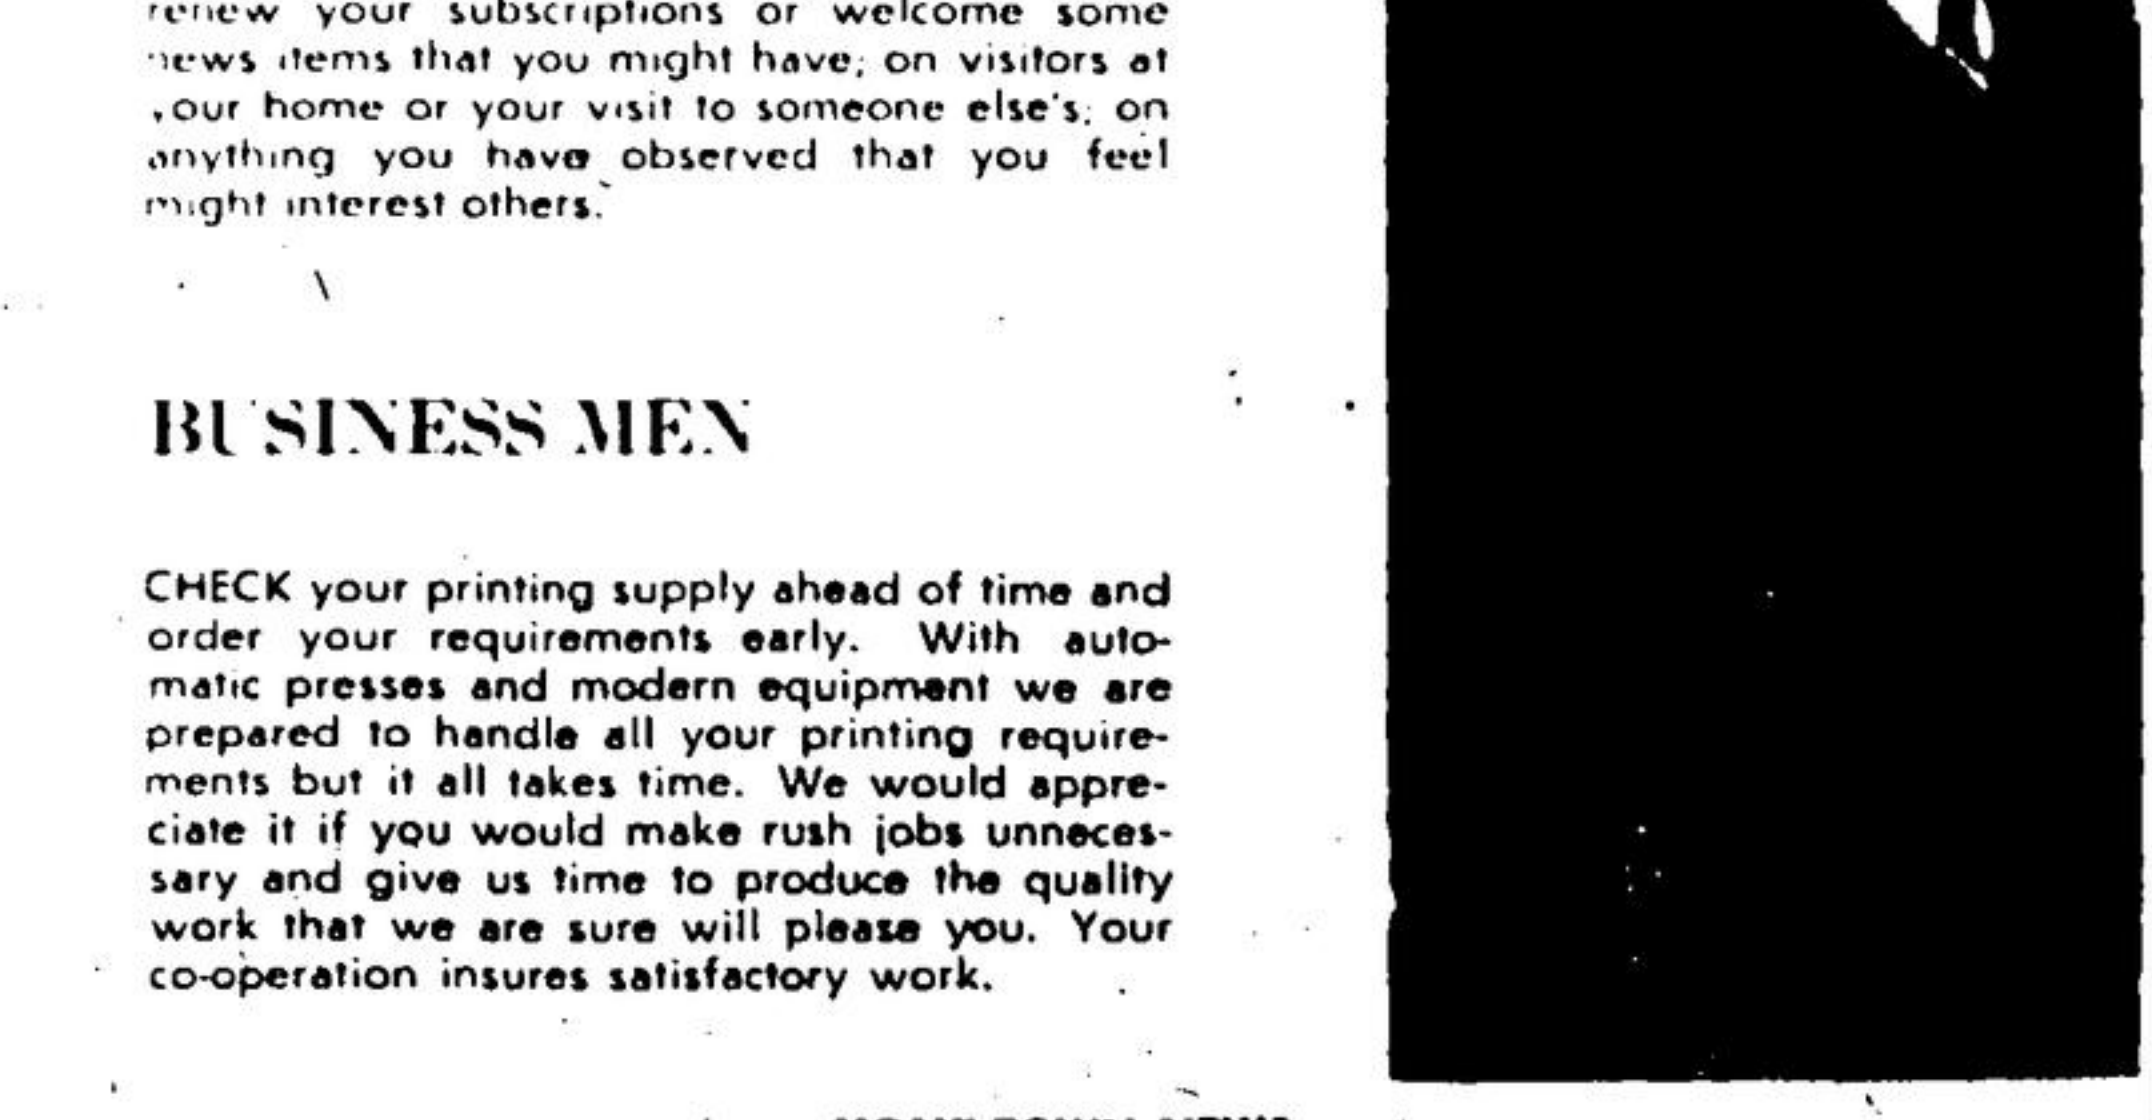 renew your subscriptions or welcome some
news items that you might have; on visitors at
your home or your visit to someone else's; on
anything you have observed that you feel
might interest others.
BUSINESS MEN
CHECK your printing supply ahead of time and
order your requirements early. With auto-
matic presses and modern equipment we are
prepared to handle all your printing require-
ments but it all takes time. We would appre-
ciate it if you would make rush jobs unneces-
sary and give us time to produce the quality
work that we are sure will please you. Your
co-operation insures satisfactory work.